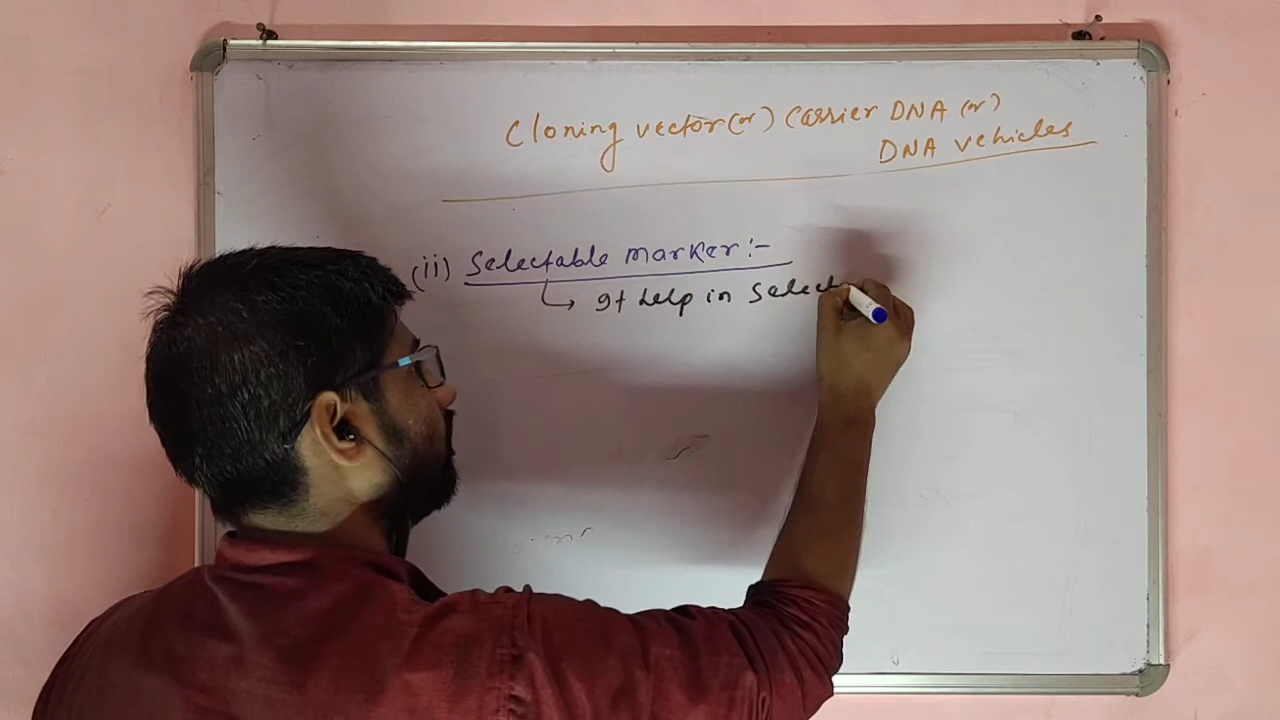 Cloning vector (or) Carrier DNA (or)
DNA vehicles
(ii) Selectable marker :-
It help in Select